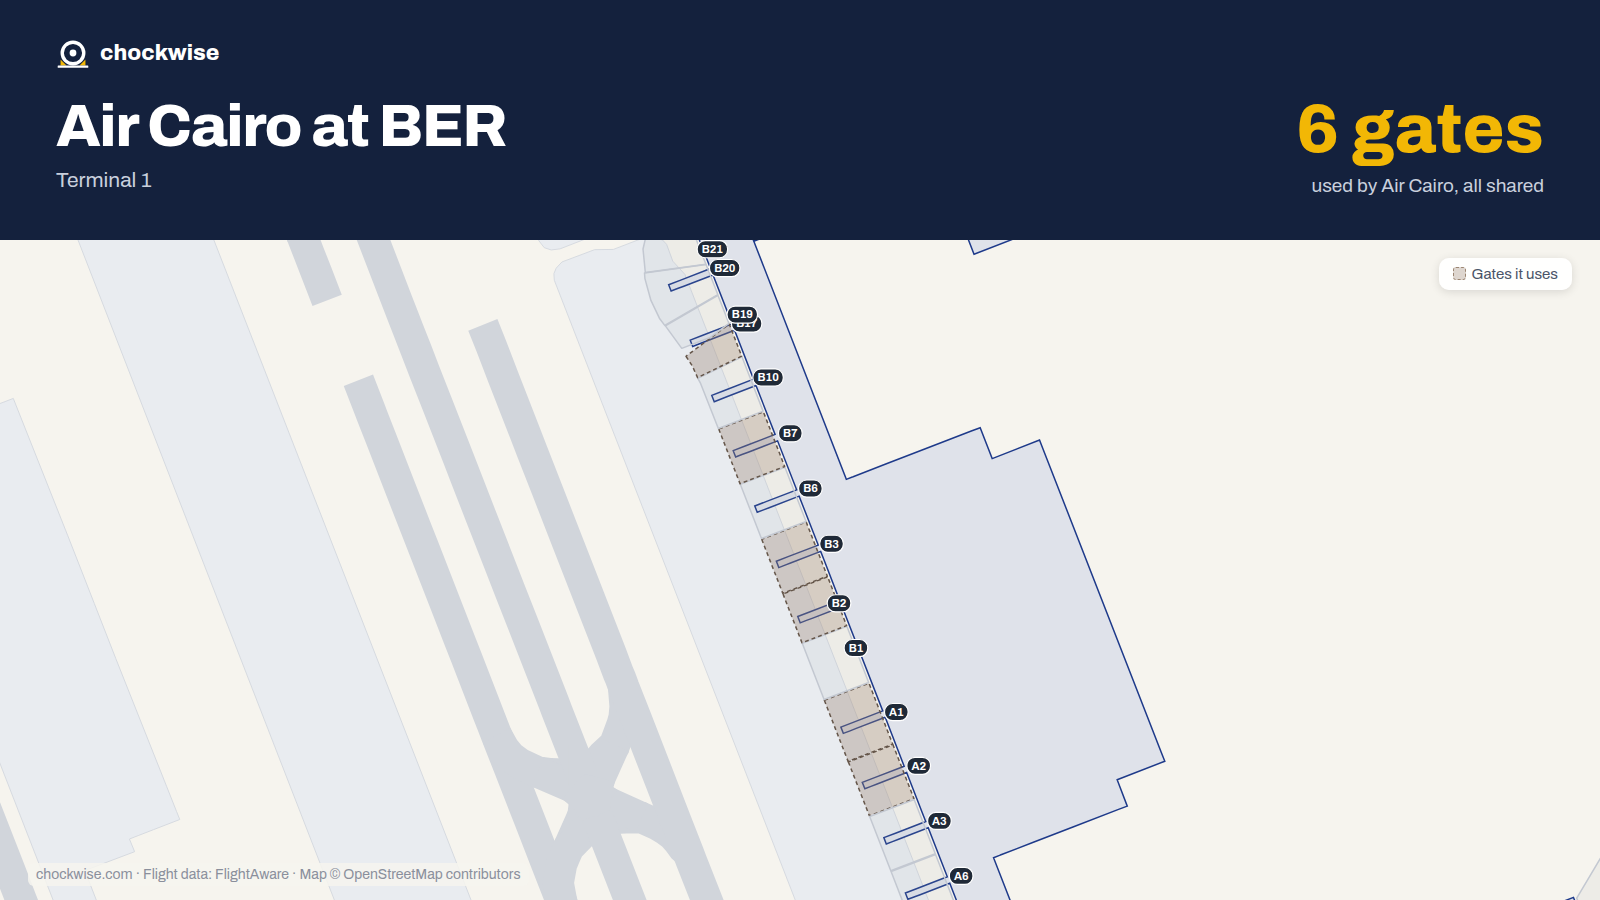 chockwise
Air Cairo at BER
Terminal 1
6 gates
used by Air Cairo, all shared
Gates it uses
B21
B20
B19
B17
B10
B7
B6
B3
B2
B1
A1
A2
A3
A6
chockwise.com · Flight data: FlightAware · Map © OpenStreetMap contributors